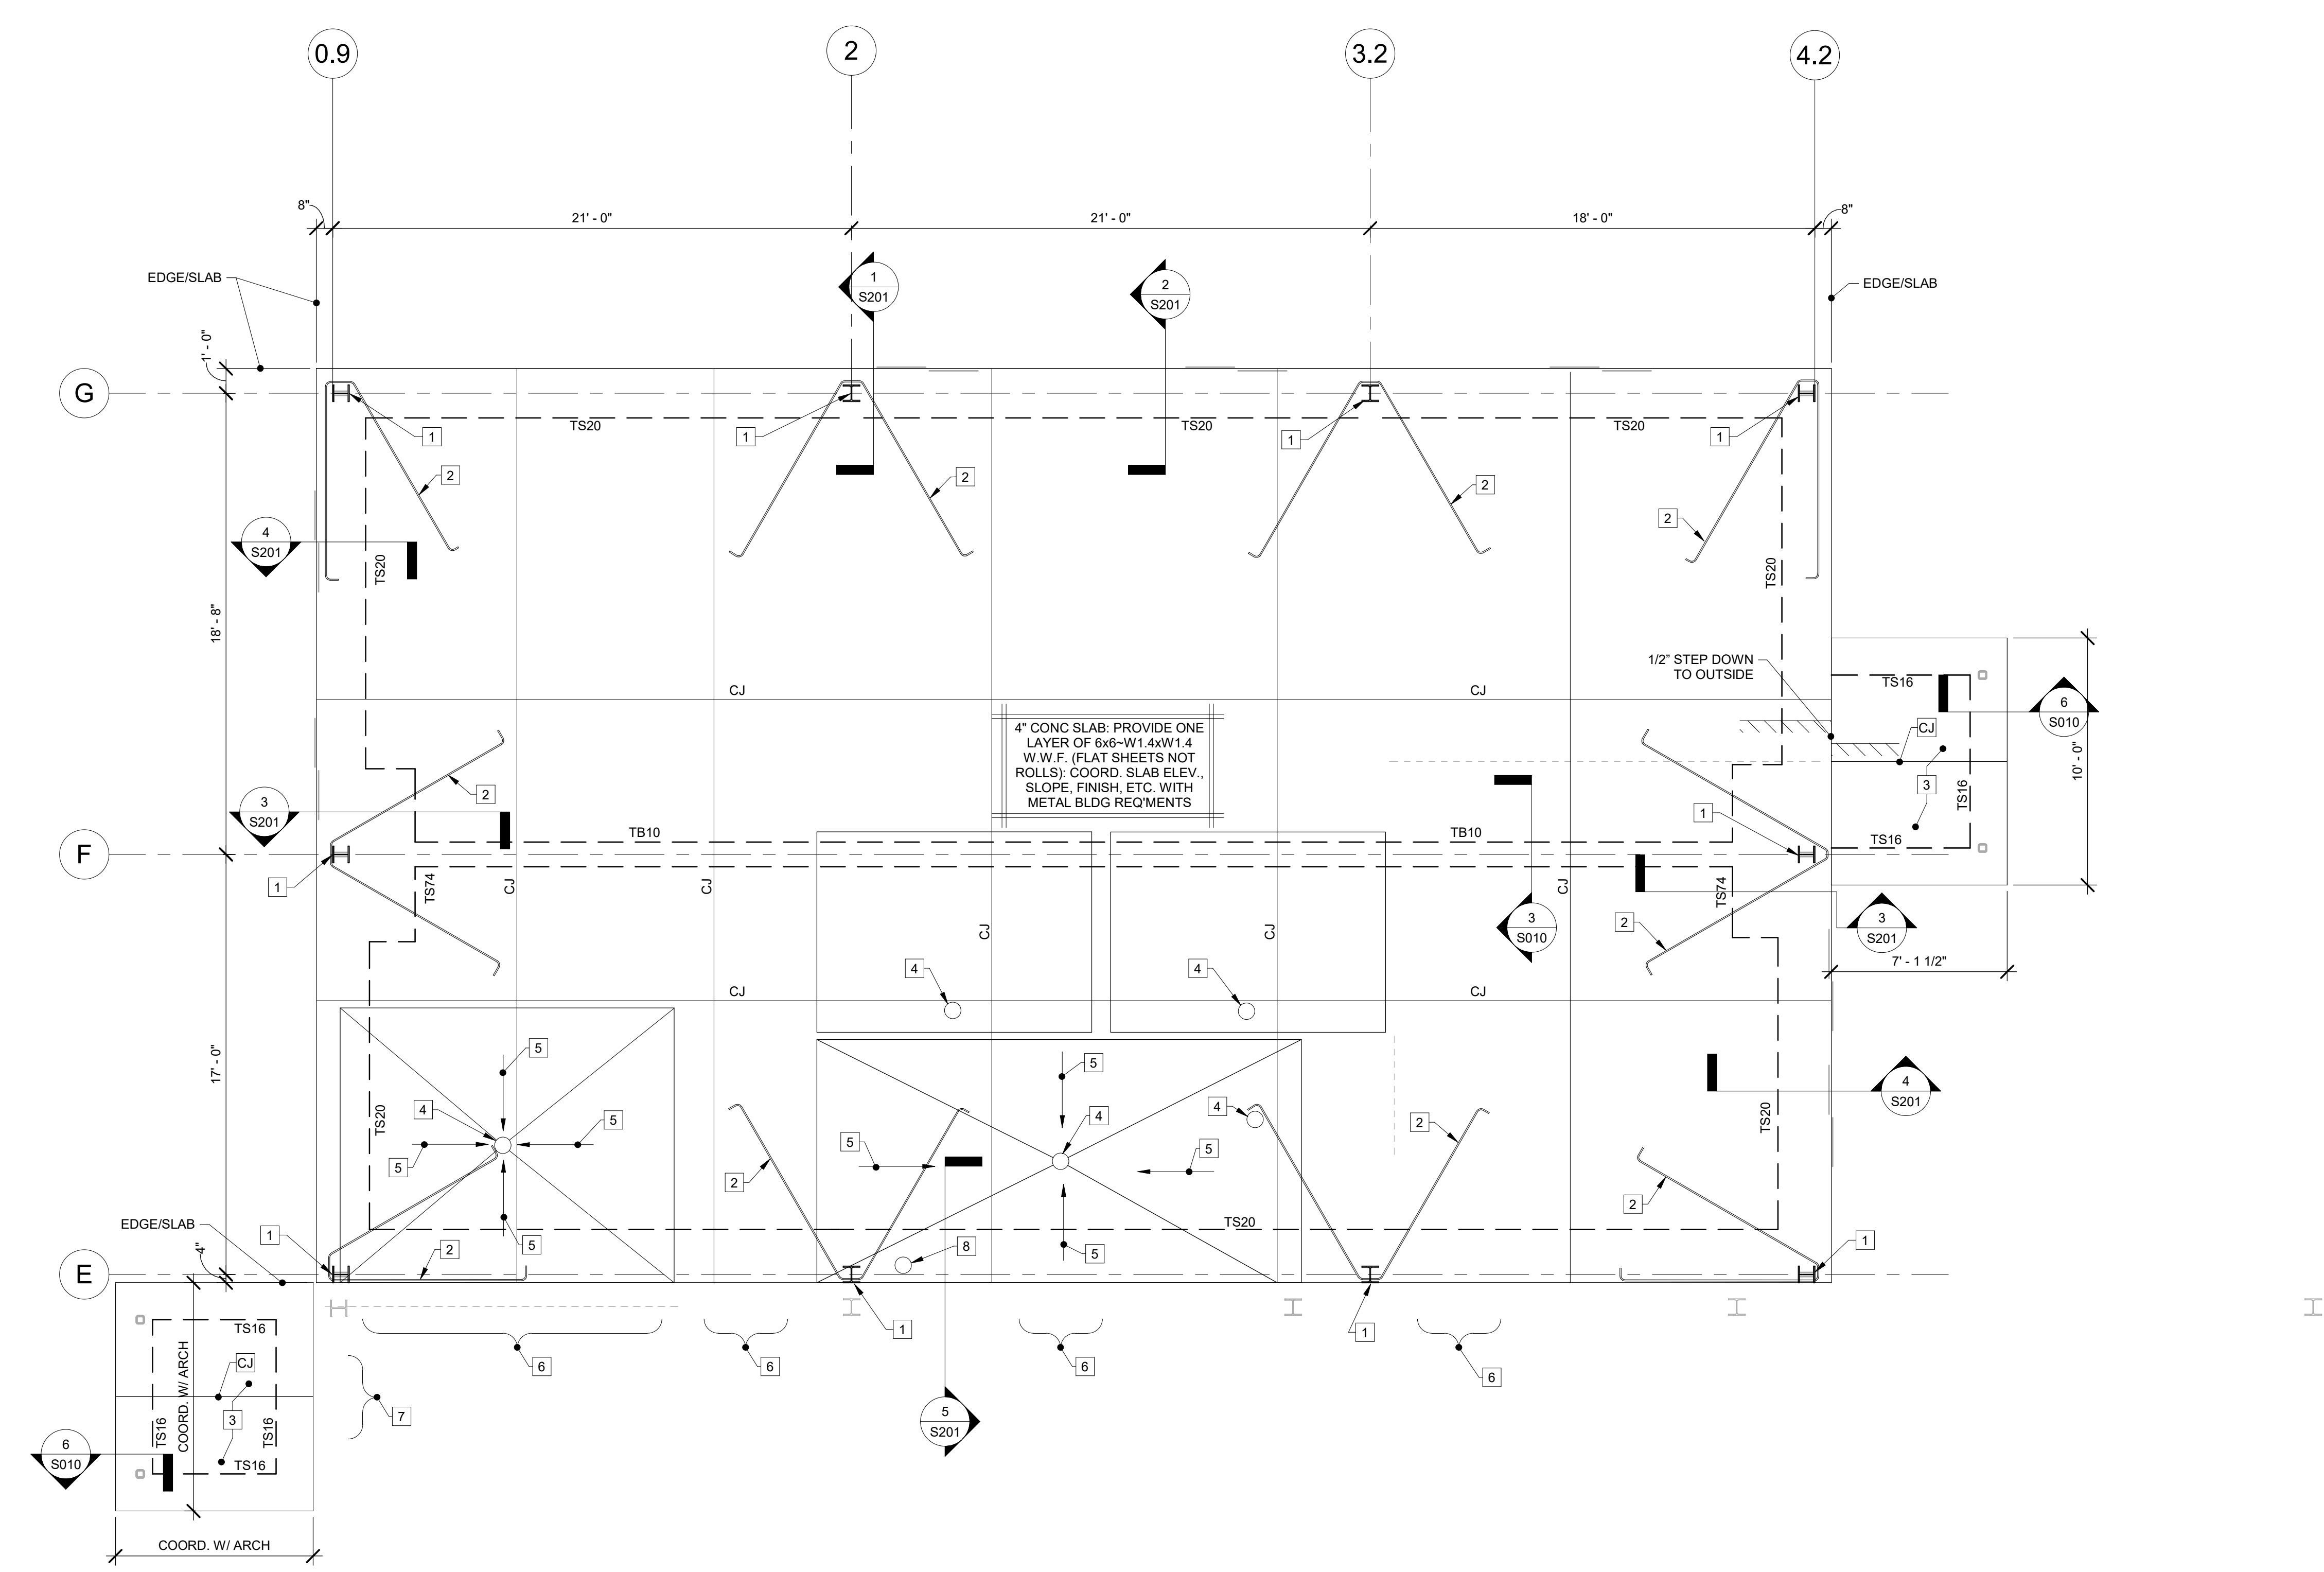 0.9
2
3.2
4.2
8"
21' - 0"
21' - 0"
18' - 0"
8"
EDGE/SLAB
1
S201
2
S201
EDGE/SLAB
1' - 0"
G
TS20
TS20
TS20
1
1
1
1
2
2
2
2
4
S201
TS20
TS20
18' - 8"
1/2” STEP DOWN
TO OUTSIDE
TS16
6
S010
CJ
CJ
CJ
4" CONC SLAB: PROVIDE ONE
LAYER OF 6x6~W1.4xW1.4
W.W.F. (FLAT SHEETS NOT
ROLLS): COORD. SLAB ELEV.,
SLOPE, FINISH, ETC. WITH
METAL BLDG REQ'MENTS
10' - 0"
3
TS16
2
3
S201
1
TB10
TB10
TS16
F
1
TS74
CJ
CJ
CJ
CJ
CJ
TS74
3
S010
2
3
S201
4
4
7' - 1 1/2"
CJ
CJ
17' - 0"
5
5
4
5
5
TS20
4
4
5
5
2
4
S201
TS20
5
2
2
EDGE/SLAB
1
TS20
1
4"
2
5
8
5
E
TS16
1
1
CJ
6
6
6
6
COORD. W/ ARCH
3
7
TS16
TS16
5
S201
6
S010
TS16
COORD. W/ ARCH